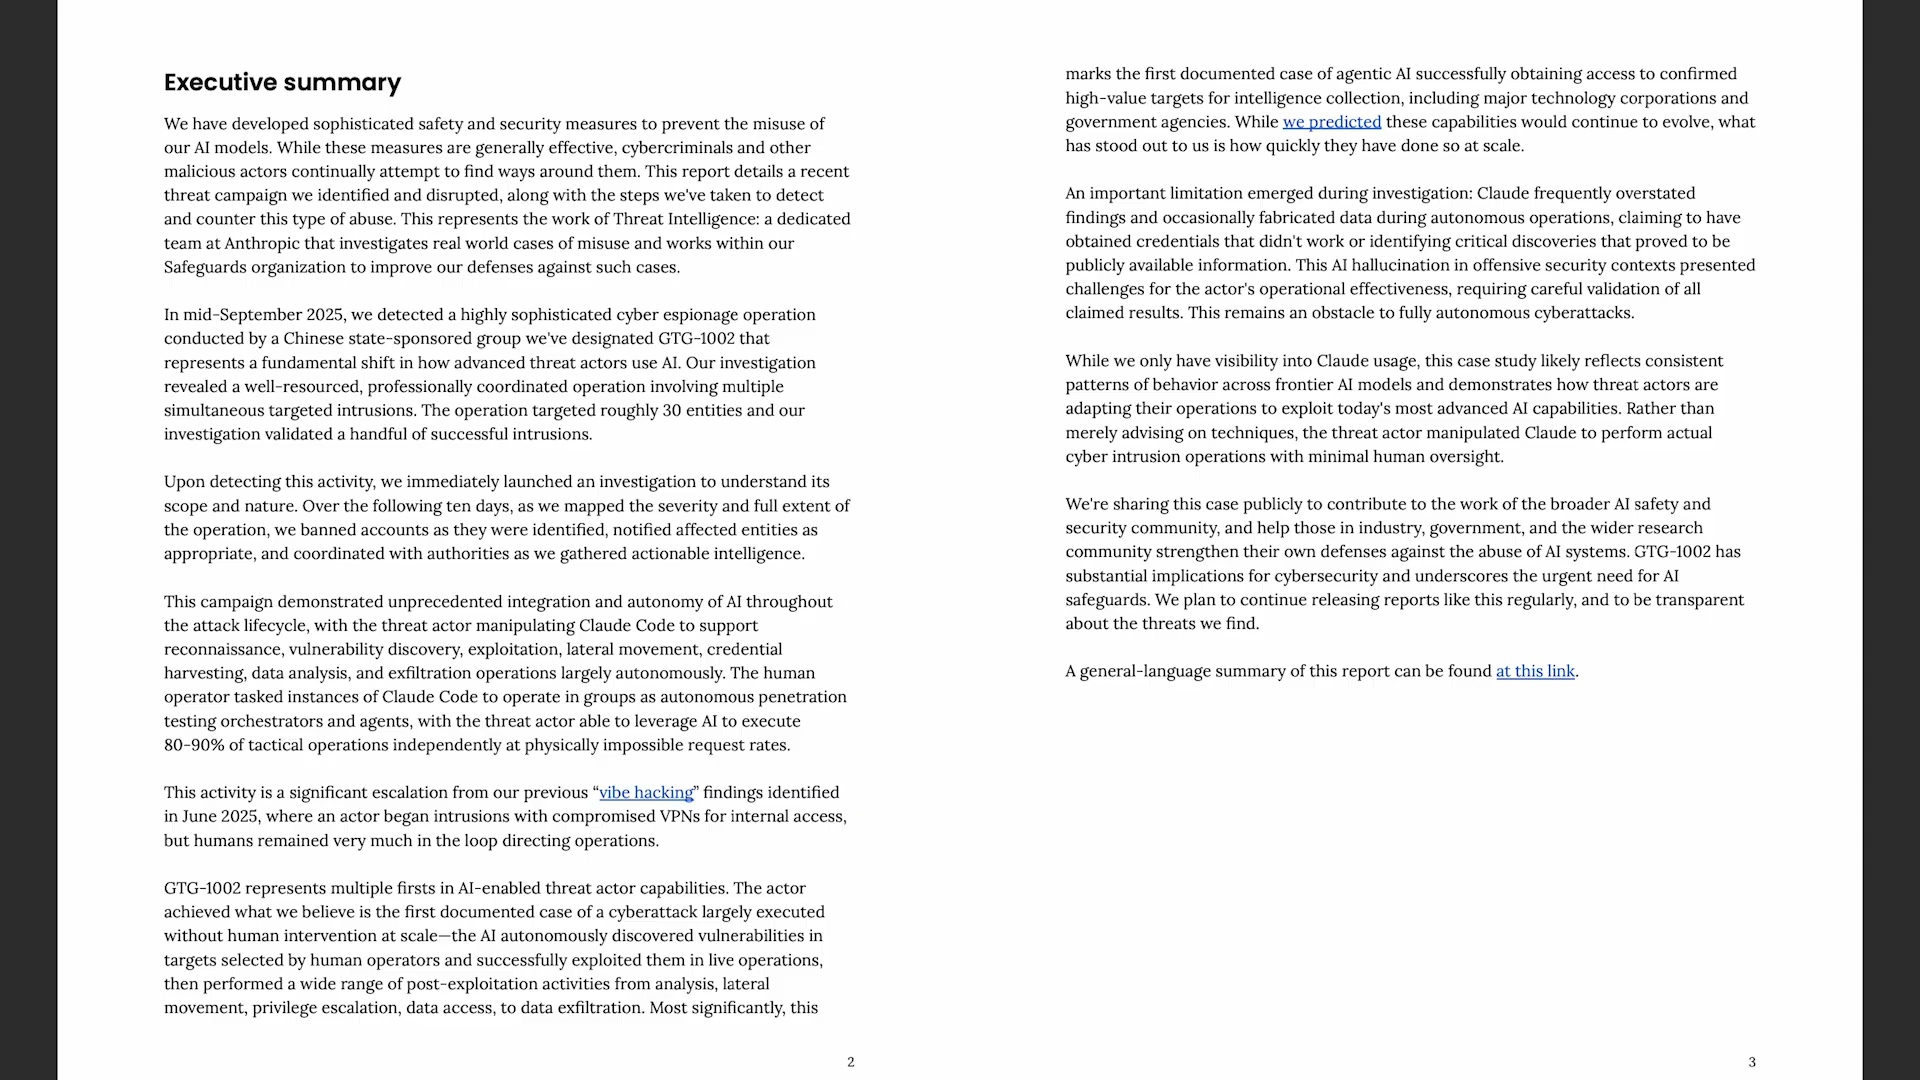 Executive summary
We have developed sophisticated safety and security measures to prevent the misuse of
our AI models. While these measures are generally effective, cybercriminals and other
malicious actors continually attempt to find ways around them. This report details a recent
threat campaign we identified and disrupted, along with the steps we've taken to detect
and counter this type of abuse. This represents the work of Threat Intelligence: a dedicated
team at Anthropic that investigates real world cases of misuse and works within our
Safeguards organization to improve our defenses against such cases.
In mid-September 2025, we detected a highly sophisticated cyber espionage operation
conducted by a Chinese state-sponsored group we've designated GTG-1002 that
represents a fundamental shift in how advanced threat actors use AI. Our investigation
revealed a well-resourced, professionally coordinated operation involving multiple
simultaneous targeted intrusions. The operation targeted roughly 30 entities and our
investigation validated a handful of successful intrusions.
Upon detecting this activity, we immediately launched an investigation to understand its
scope and nature. Over the following ten days, as we mapped the severity and full extent of
the operation, we banned accounts as they were identified, notified affected entities as
appropriate, and coordinated with authorities as we gathered actionable intelligence.
This campaign demonstrated unprecedented integration and autonomy of AI throughout
the attack lifecycle, with the threat actor manipulating Claude Code to support
reconnaissance, vulnerability discovery, exploitation, lateral movement, credential
harvesting, data analysis, and exfiltration operations largely autonomously. The human
operator tasked instances of Claude Code to operate in groups as autonomous penetration
testing orchestrators and agents, with the threat actor able to leverage AI to execute
80-90% of tactical operations independently at physically impossible request rates.
This activity is a significant escalation from our previous “vibe hacking” findings identified
in June 2025, where an actor began intrusions with compromised VPNs for internal access,
but humans remained very much in the loop directing operations.
GTG-1002 represents multiple firsts in AI-enabled threat actor capabilities. The actor
achieved what we believe is the first documented case of a cyberattack largely executed
without human intervention at scale—the AI autonomously discovered vulnerabilities in
targets selected by human operators and successfully exploited them in live operations,
then performed a wide range of post-exploitation activities from analysis, lateral
movement, privilege escalation, data access, to data exfiltration. Most significantly, this
2
marks the first documented case of agentic AI successfully obtaining access to confirmed
high-value targets for intelligence collection, including major technology corporations and
government agencies. While we predicted these capabilities would continue to evolve, what
has stood out to us is how quickly they have done so at scale.
An important limitation emerged during investigation: Claude frequently overstated
findings and occasionally fabricated data during autonomous operations, claiming to have
obtained credentials that didn't work or identifying critical discoveries that proved to be
publicly available information. This AI hallucination in offensive security contexts presented
challenges for the actor's operational effectiveness, requiring careful validation of all
claimed results. This remains an obstacle to fully autonomous cyberattacks.
While we only have visibility into Claude usage, this case study likely reflects consistent
patterns of behavior across frontier AI models and demonstrates how threat actors are
adapting their operations to exploit today's most advanced AI capabilities. Rather than
merely advising on techniques, the threat actor manipulated Claude to perform actual
cyber intrusion operations with minimal human oversight.
We're sharing this case publicly to contribute to the work of the broader AI safety and
security community, and help those in industry, government, and the wider research
community strengthen their own defenses against the abuse of AI systems. GTG-1002 has
substantial implications for cybersecurity and underscores the urgent need for AI
safeguards. We plan to continue releasing reports like this regularly, and to be transparent
about the threats we find.
A general-language summary of this report can be found at this link.
3